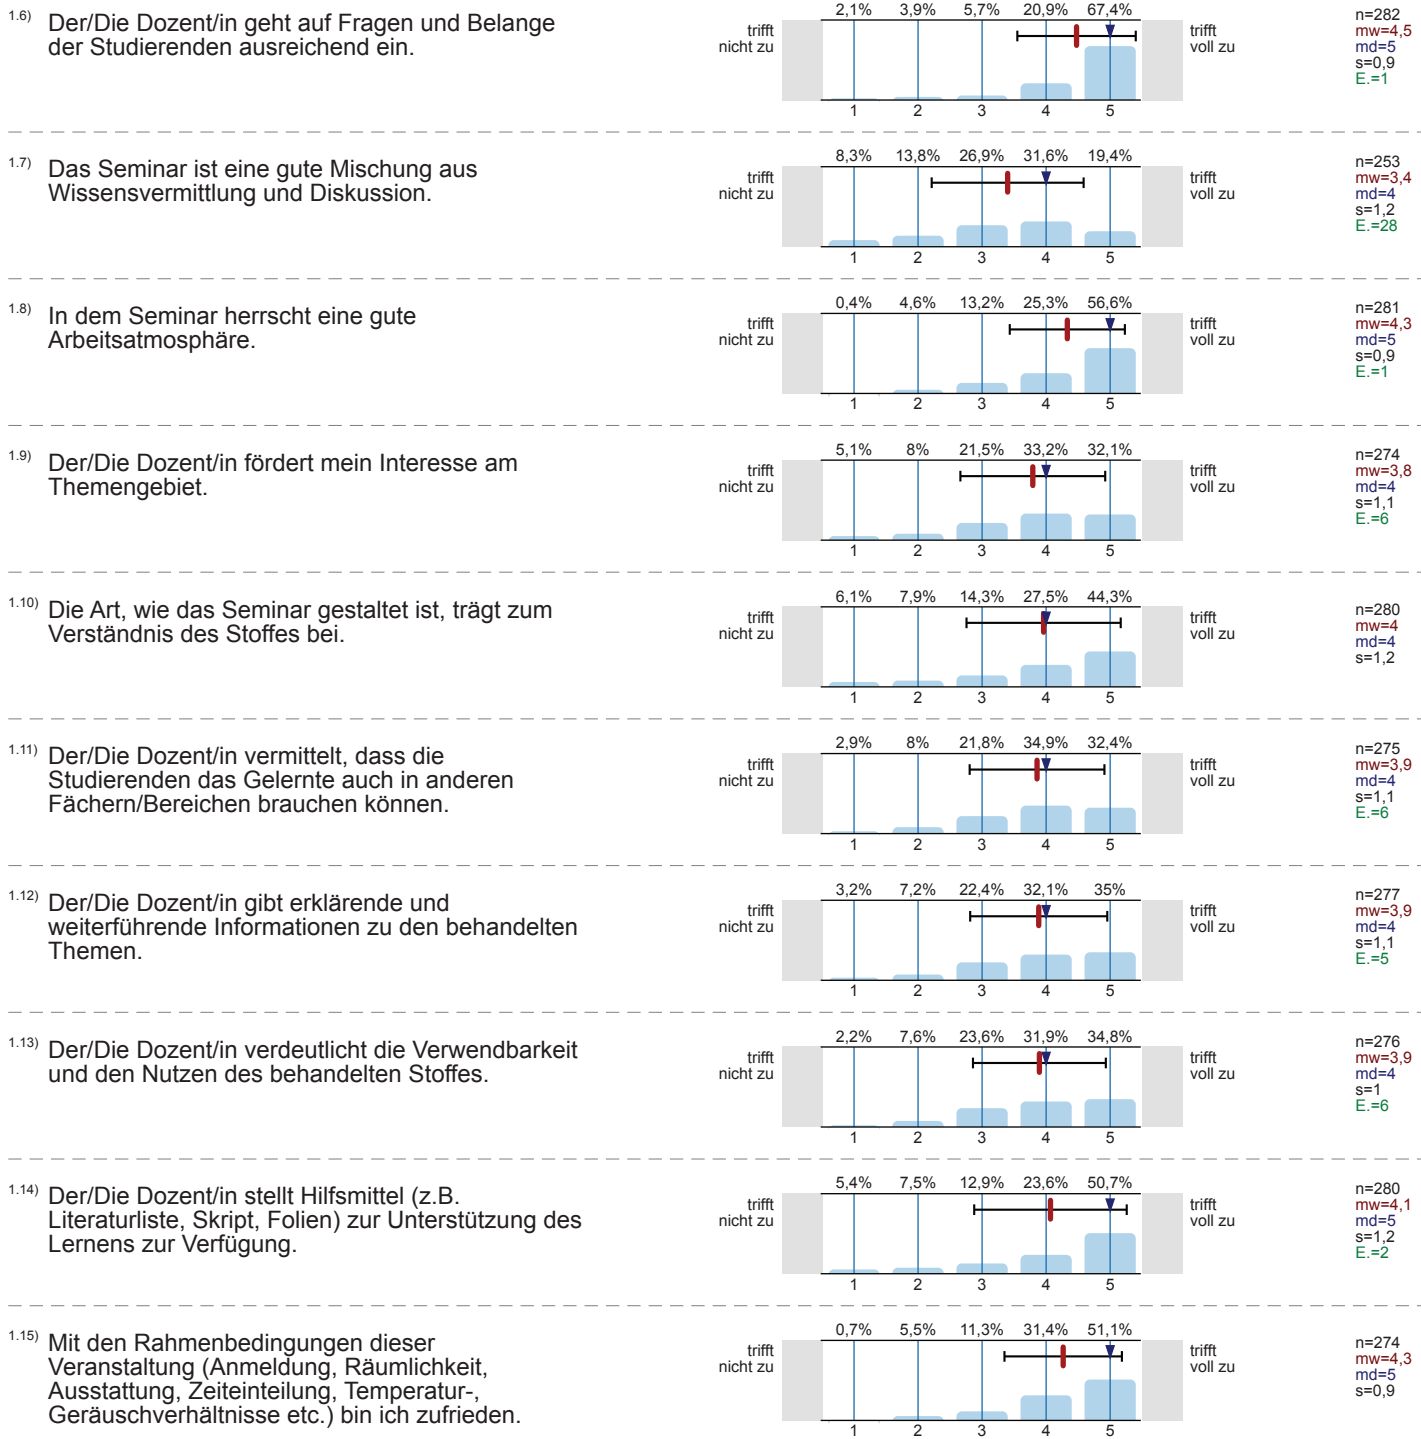 1.6) Der/Die Dozent/in geht auf Fragen und Belange
der Studierenden ausreichend ein.
trifft
nicht zu
2,1% 3,9% 5,7% 20,9% 67,4%
1 2 3 4 5
trifft
voll zu
n=282
mw=4,5
md=5
s=0,9
E.=1
1.7) Das Seminar ist eine gute Mischung aus
Wissensvermittlung und Diskussion.
trifft
nicht zu
8,3% 13,8% 26,9% 31,6% 19,4%
1 2 3 4 5
trifft
voll zu
n=253
mw=3,4
md=4
s=1,2
E.=28
1.8) In dem Seminar herrscht eine gute
Arbeitsatmosphäre.
trifft
nicht zu
0,4% 4,6% 13,2% 25,3% 56,6%
1 2 3 4 5
trifft
voll zu
n=281
mw=4,3
md=5
s=0,9
E.=1
1.9) Der/Die Dozent/in fördert mein Interesse am
Themengebiet.
trifft
nicht zu
5,1% 8% 21,5% 33,2% 32,1%
1 2 3 4 5
trifft
voll zu
n=274
mw=3,8
md=4
s=1,1
E.=6
1.10) Die Art, wie das Seminar gestaltet ist, trägt zum
Verständnis des Stoffes bei.
trifft
nicht zu
6,1% 7,9% 14,3% 27,5% 44,3%
1 2 3 4 5
trifft
voll zu
n=280
mw=4
md=4
s=1,2
1.11) Der/Die Dozent/in vermittelt, dass die
Studierenden das Gelernte auch in anderen
Fächern/Bereichen brauchen können.
trifft
nicht zu
2,9% 8% 21,8% 34,9% 32,4%
1 2 3 4 5
trifft
voll zu
n=275
mw=3,9
md=4
s=1,1
E.=6
1.12) Der/Die Dozent/in gibt erklärende und
weiterführende Informationen zu den behandelten
Themen.
trifft
nicht zu
3,2% 7,2% 22,4% 32,1% 35%
1 2 3 4 5
trifft
voll zu
n=277
mw=3,9
md=4
s=1,1
E.=5
1.13) Der/Die Dozent/in verdeutlicht die Verwendbarkeit
und den Nutzen des behandelten Stoffes.
trifft
nicht zu
2,2% 7,6% 23,6% 31,9% 34,8%
1 2 3 4 5
trifft
voll zu
n=276
mw=3,9
md=4
s=1
E.=6
1.14) Der/Die Dozent/in stellt Hilfsmittel (z.B.
Literaturliste, Skript, Folien) zur Unterstützung des
Lernens zur Verfügung.
trifft
nicht zu
5,4% 7,5% 12,9% 23,6% 50,7%
1 2 3 4 5
trifft
voll zu
n=280
mw=4,1
md=5
s=1,2
E.=2
1.15) Mit den Rahmenbedingungen dieser
Veranstaltung (Anmeldung, Räumlichkeit,
Ausstattung, Zeiteinteilung, Temperatur-,
Geräuschverhältnisse etc.) bin ich zufrieden.
trifft
nicht zu
0,7% 5,5% 11,3% 31,4% 51,1%
1 2 3 4 5
trifft
voll zu
n=274
mw=4,3
md=5
s=0,9